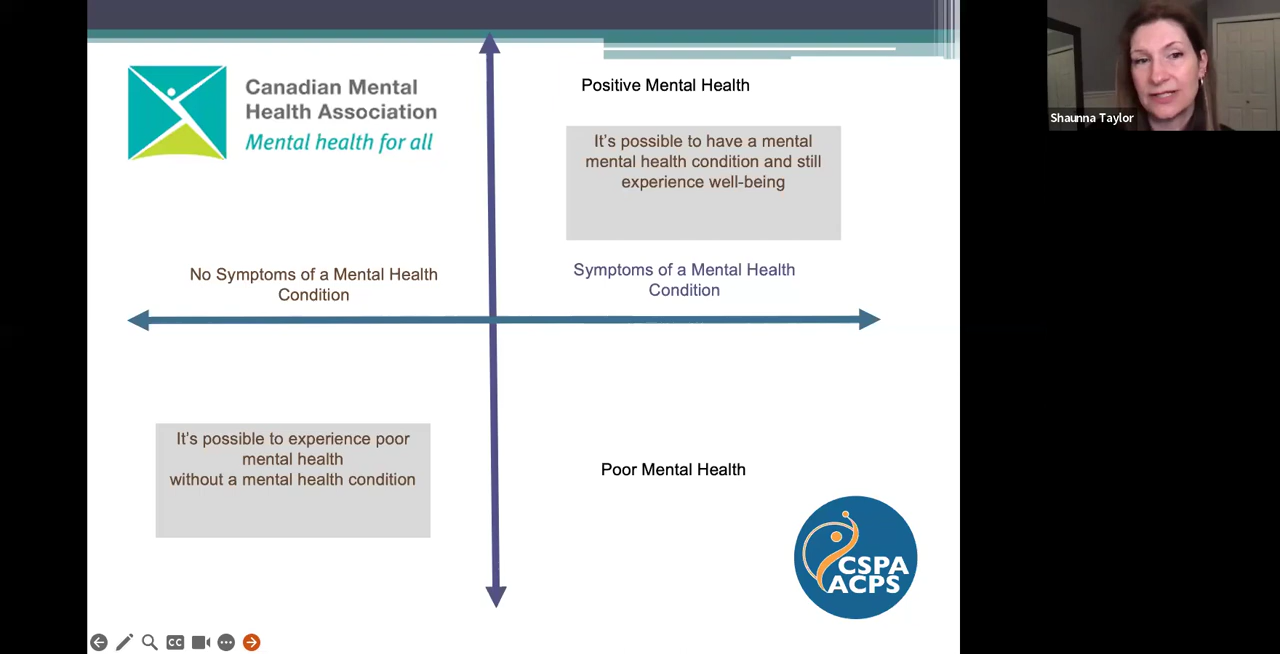 Canadian Mental
Health Association
Mental health for all
Positive Mental Health
It's possible to have a mental
mental health condition and still
experience well-being
Shaunna Taylor
No Symptoms of a Mental Health
Condition
Symptoms of a Mental Health
Condition
It's possible to experience poor
mental health
without a mental health condition
Poor Mental Health
CSPA
ACPS
CC